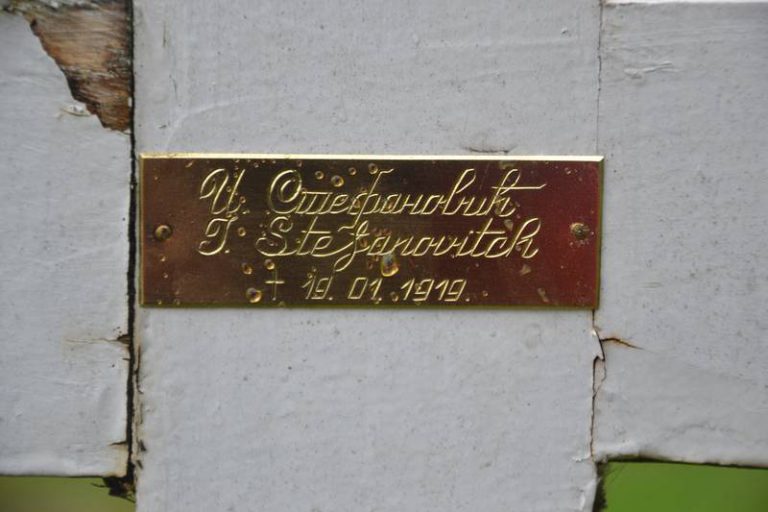 И. Стефановић
J. Stefanovitch
† 19. 01. 1919.